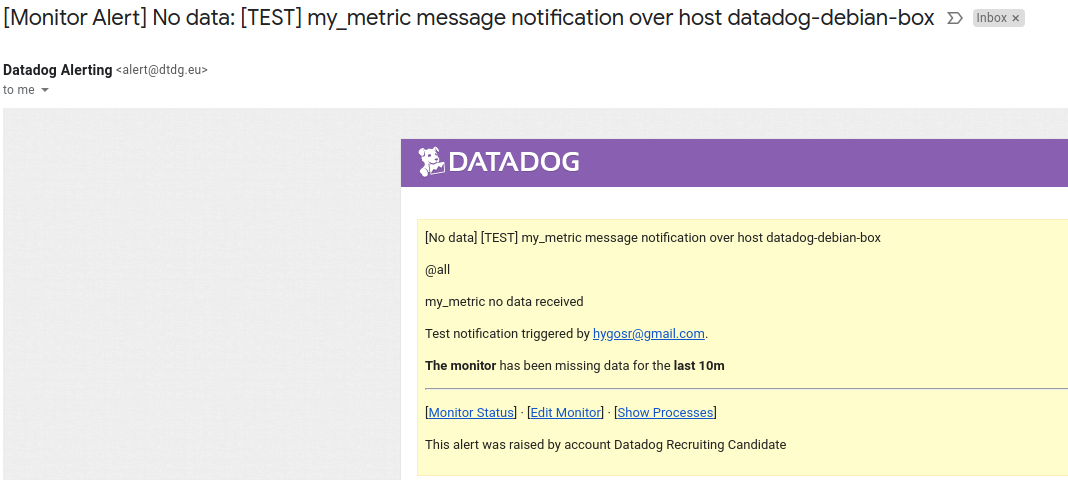 [Monitor Alert] No data: [TEST] my_metric message notification over host datadog-debian-box
Inbox ×
Datadog Alerting <alert@dtdg.eu>
to me
DATADOG
[No data] [TEST] my_metric message notification over host datadog-debian-box
@all
my_metric no data received
Test notification triggered by hygosr@gmail.com.
The monitor has been missing data for the last 10m
[Monitor Status] · [Edit Monitor] · [Show Processes]
This alert was raised by account Datadog Recruiting Candidate